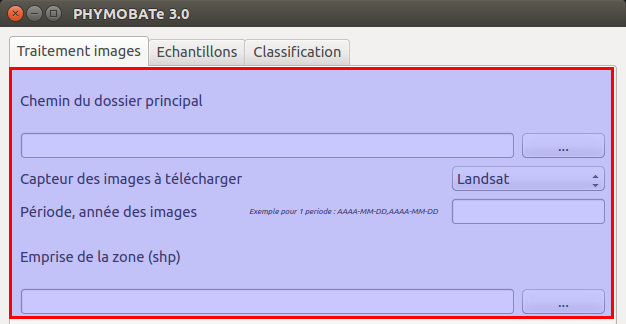 PHYMOBATe 3.0
Traitement images Echantillons Classification
Chemin du dossier principal
...
Capteur des images à télécharger Landsat
Période, année des images Exemple pour 1 periode : AAAA-MM-DD,AAAA-MM-DD
Emprise de la zone (shp)
...